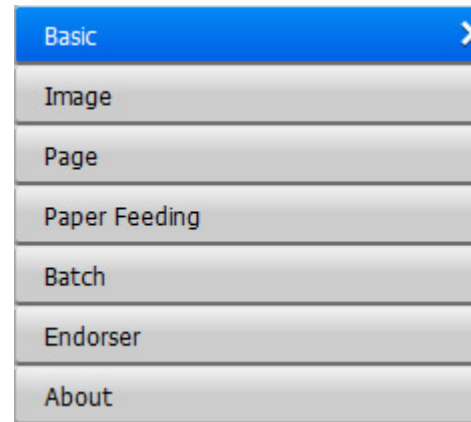 Basic
Image
Page
Paper Feeding
Batch
Endorser
About